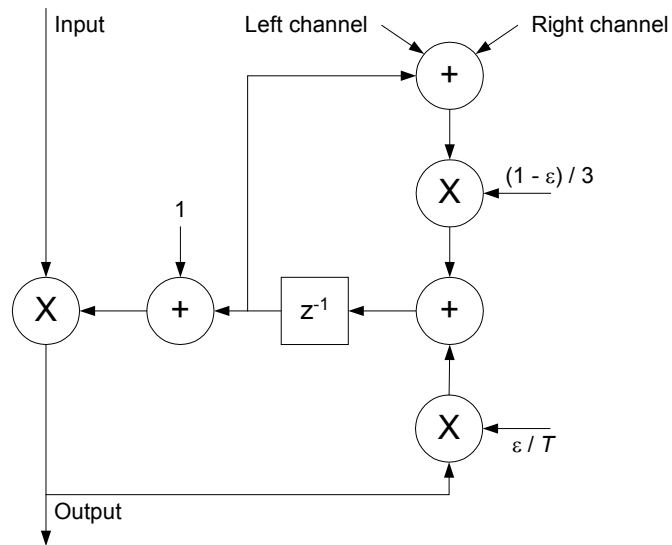 Input
Left channel
Right channel
+
X
(1 - ε) / 3
1
X
+
z⁻¹
+
X
ε / T
Output